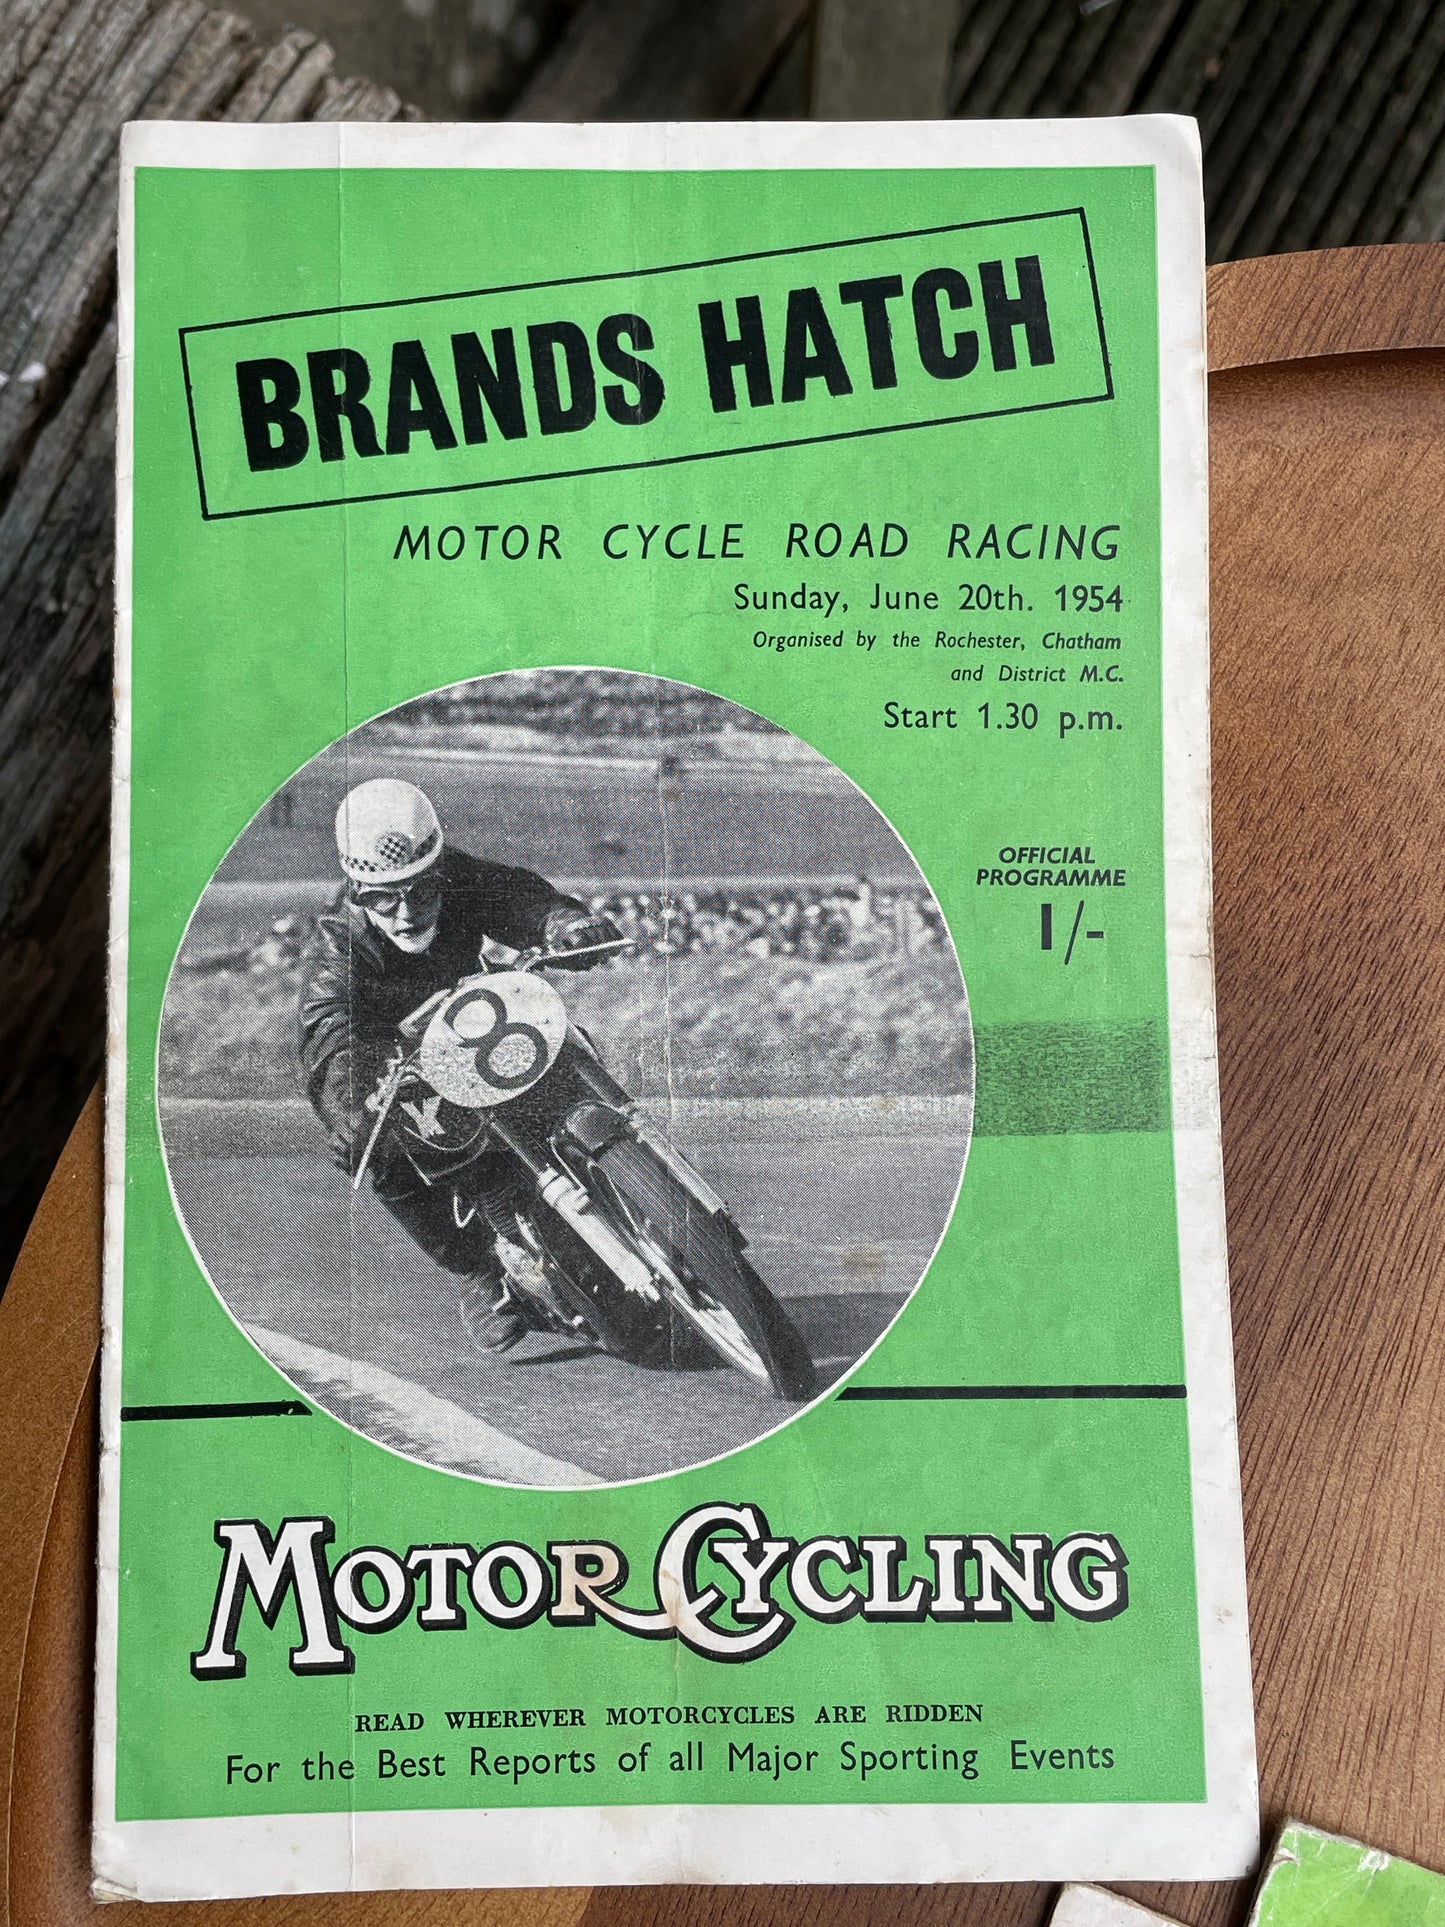 BRANDS HATCH
MOTOR CYCLE ROAD RACING
Sunday, June 20th. 1954
Organised by the Rochester, Chatham
and District M.C.
Start 1.30 p.m.
OFFICIAL
PROGRAMME
1/-
8
MOTOR CYCLING
READ WHEREVER MOTORCYCLES ARE RIDDEN
For the Best Reports of all Major Sporting Events